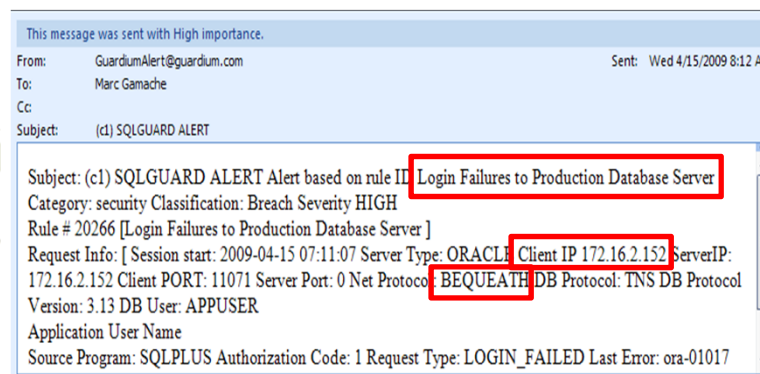 This message was sent with High importance.
From: GuardiumAlert@guardium.com Sent: Wed 4/15/2009 8:12 A
To: Marc Gamache
Cc:
Subject: (c1) SQLGUARD ALERT
Subject: (c1) SQLGUARD ALERT Alert based on rule ID Login Failures to Production Database Server
Category: security Classification: Breach Severity HIGH
Rule # 20266 [Login Failures to Production Database Server ]
Request Info: [ Session start: 2009-04-15 07:11:07 Server Type: ORACLE Client IP 172.16.2.152 ServerIP:
172.16.2.152 Client PORT: 11071 Server Port: 0 Net Protocol: BEQUEATH DB Protocol: TNS DB Protocol
Version: 3.13 DB User: APPUSER
Application User Name
Source Program: SQLPLUS Authorization Code: 1 Request Type: LOGIN_FAILED Last Error: ora-01017